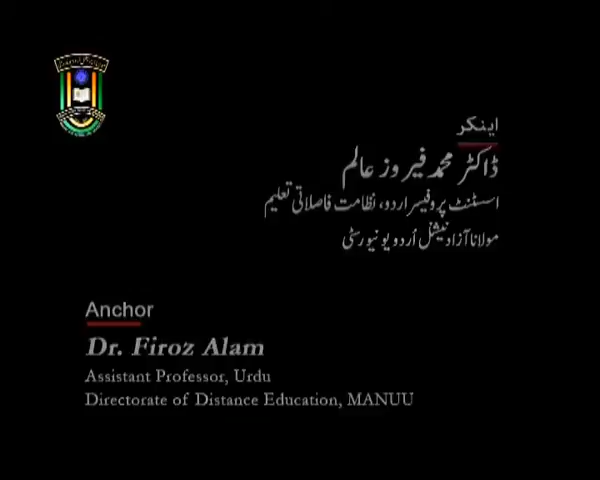 اینکر
ڈاکٹر محمد فیروز عالم
اسسٹنٹ پروفیسر اردو، نظامت فاصلاتی تعلیم
مولانا آزاد نیشنل اُردو یونیورسٹی
Anchor
Dr. Firoz Alam
Assistant Professor, Urdu
Directorate of Distance Education, MANUU